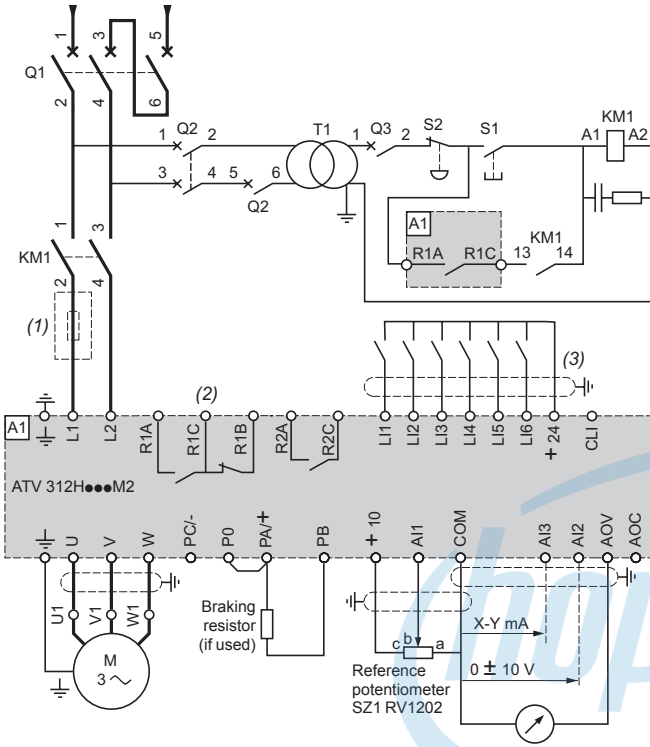 1 3 5
Q1
2 4 6
1 Q2 2 T1 1 Q3 2 S2 S1 KM1 A1 A2
3 4 5 6
Q2
A1
R1A R1C 13 KM1 14
1 3
KM1
2 4
(1)
(2)
(3)
A1
L1 L2 R1A R1C R1B R2A R2C LI1 LI2 LI3 LI4 LI5 LI6 + 24 CLI
ATV 312H●●●M2
U V W PC/- P0 PA/+ PB + 10 AI1 COM AI3 AI2 AOV AOC
U1 V1 W1
M
3 ~
Braking
resistor
(if used)
c b a
Reference
potentiometer
SZ1 RV1202
X-Y mA
0 ± 10 V
hop